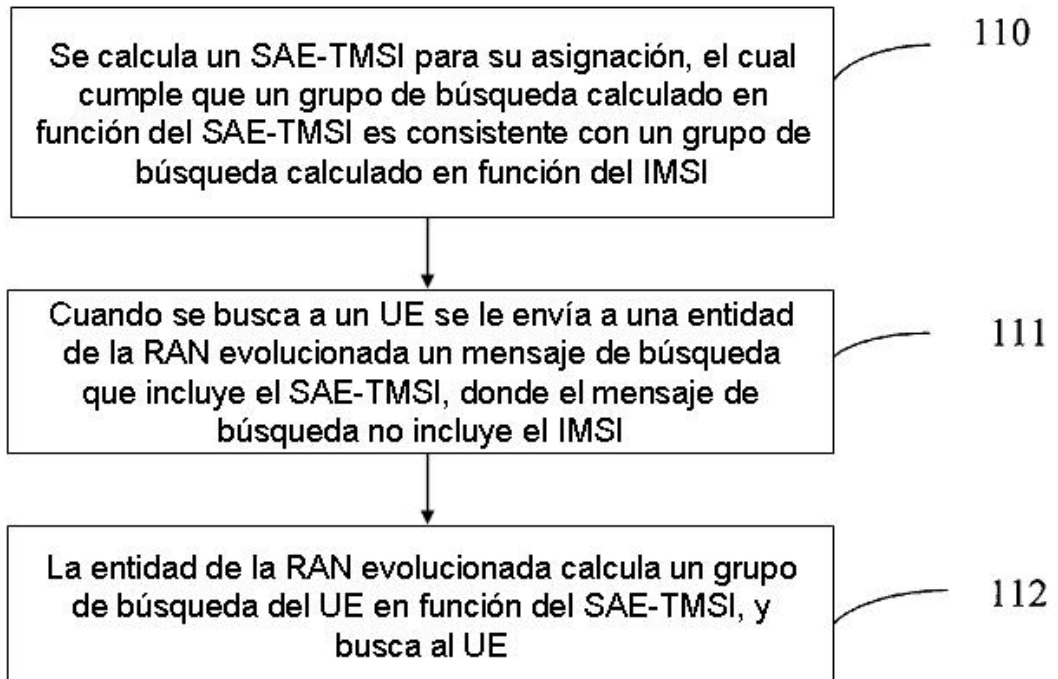 Se calcula un SAE-TMSI para su asignación, el cual
cumple que un grupo de búsqueda calculado en
función del SAE-TMSI es consistente con un grupo de
búsqueda calculado en función del IMSI
110
Cuando se busca a un UE se le envía a una entidad
de la RAN evolucionada un mensaje de búsqueda
que incluye el SAE-TMSI, donde el mensaje de
búsqueda no incluye el IMSI
111
La entidad de la RAN evolucionada calcula un grupo
de búsqueda del UE en función del SAE-TMSI, y
busca al UE
112